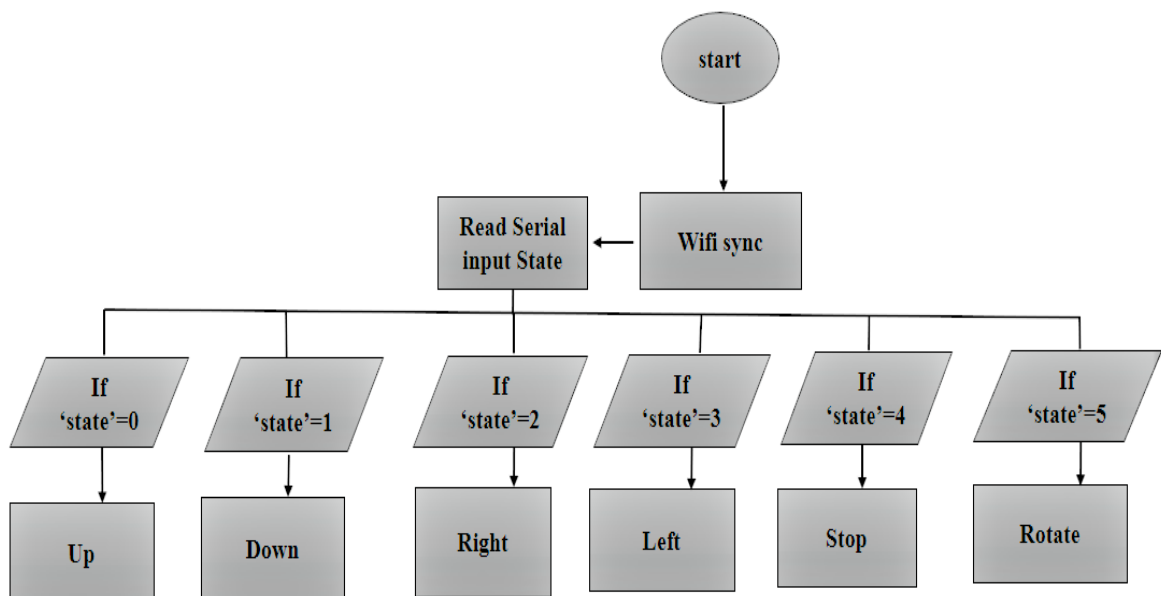 start
Read Serial
input State
Wifi sync
If
‘state’=0
If
‘state’=1
If
‘state’=2
If
‘state’=3
If
‘state’=4
If
‘state’=5
Up
Down
Right
Left
Stop
Rotate